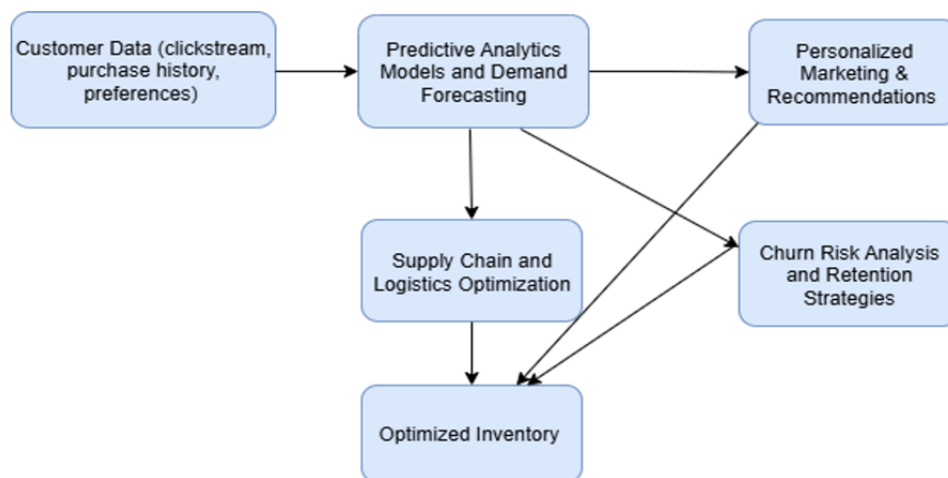 Customer Data (clickstream,
purchase history,
preferences)
Predictive Analytics
Models and Demand
Forecasting
Personalized
Marketing &
Recommendations
Supply Chain and
Logistics Optimization
Churn Risk Analysis
and Retention
Strategies
Optimized Inventory